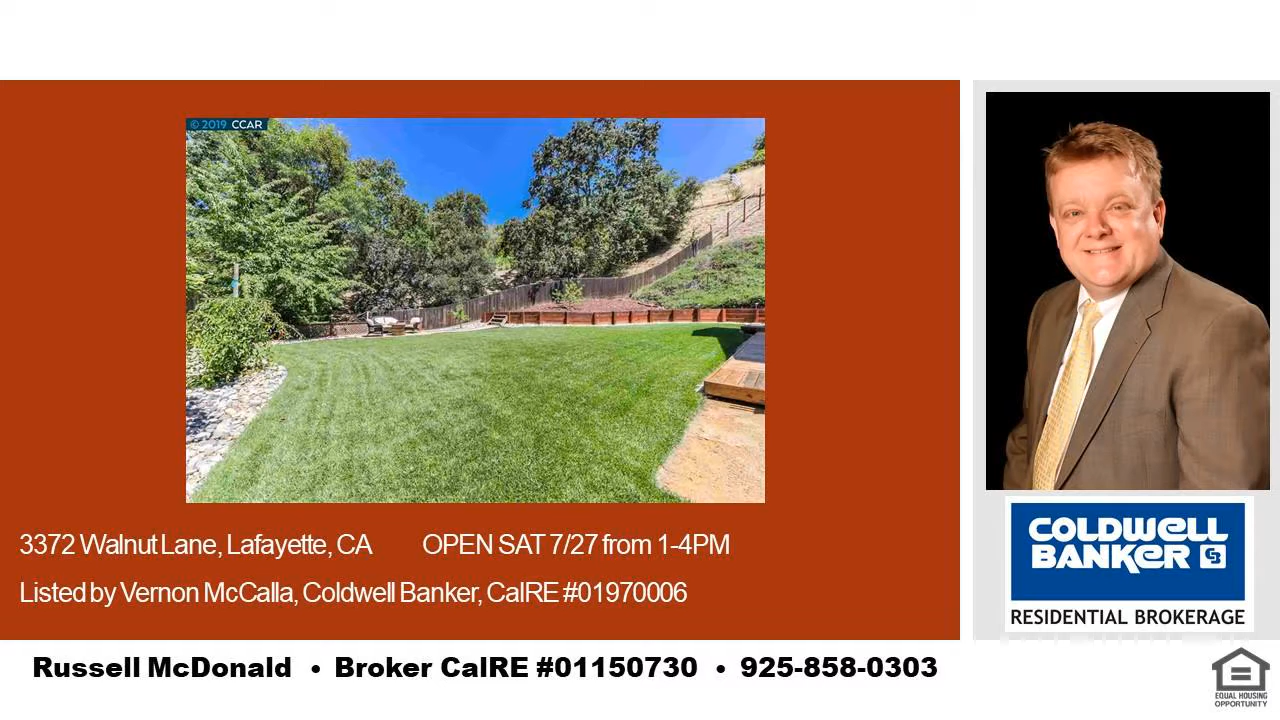 © 2019 CCAR
3372 Walnut Lane, Lafayette, CA OPEN SAT 7/27 from 1-4PM
Listed by Vernon McCalla, Coldwell Banker, CalRE #01970006
COLDWELL
BANKER CB
RESIDENTIAL BROKERAGE
Russell McDonald • Broker CalRE #01150730 • 925-858-0303
EQUAL HOUSING
OPPORTUNITY